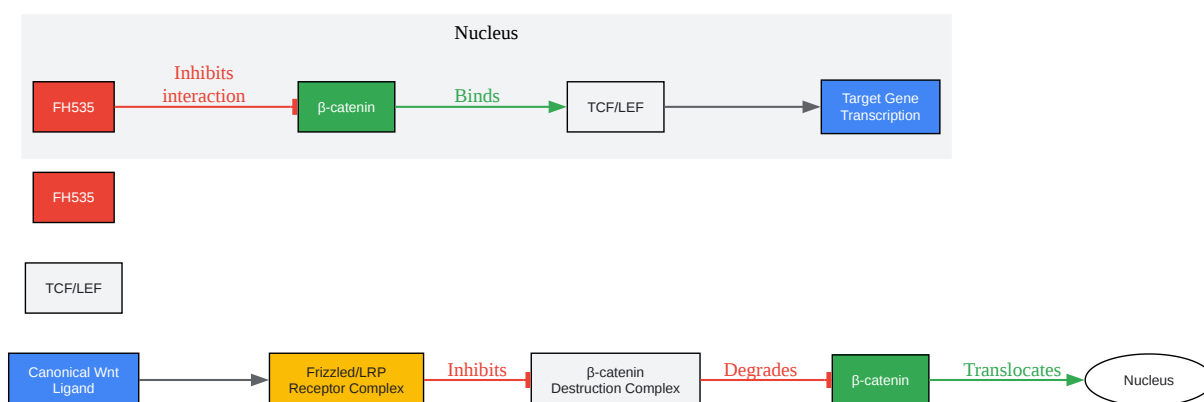 Nucleus
Inhibits
interaction
FH535
β-catenin
Binds
TCF/LEF
Target Gene
Transcription
FH535
TCF/LEF
Canonical Wnt
Ligand
Frizzled/LRP
Receptor Complex
Inhibits
β-catenin
Destruction Complex
Degrades
β-catenin
Translocates
Nucleus